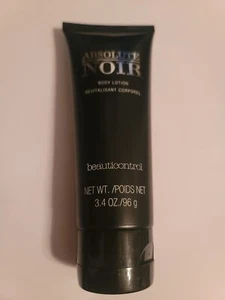 ABSOLUTE
NOIR
BODY LOTION
REVITALISANT CORPOREL
beauticontrol
NET WT. /POIDS NET
3.4 OZ./96 g